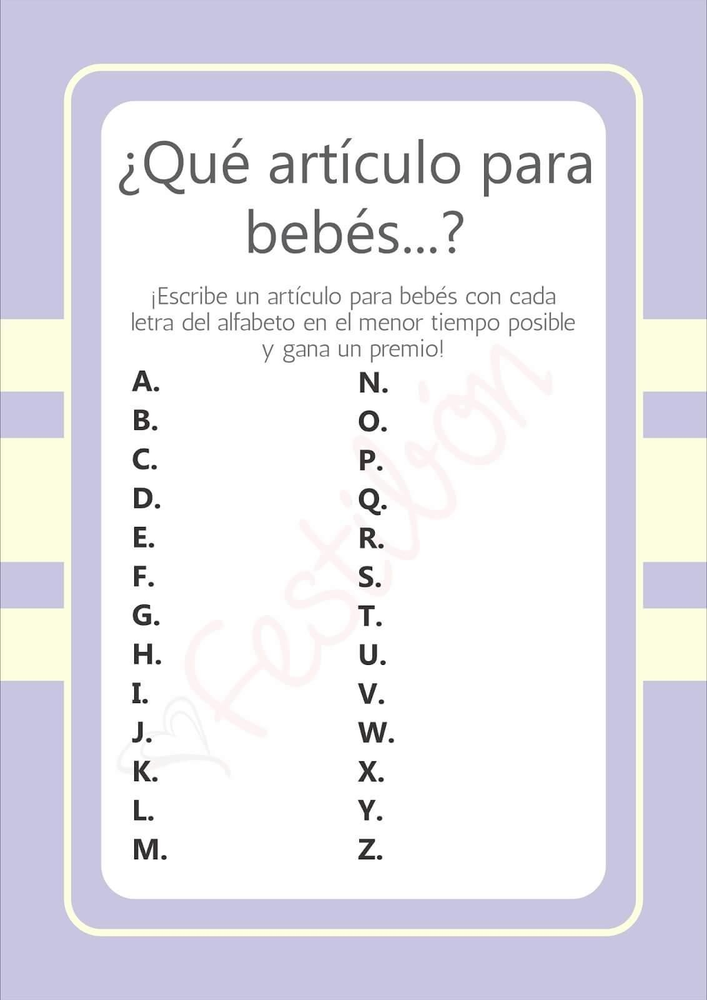 ¿Qué artículo para
bebés...?
¡Escribe un artículo para bebés con cada
letra del alfabeto en el menor tiempo posible
y gana un premio!
A.
B.
C.
D.
E.
F.
G.
H.
I.
J.
K.
L.
M.
N.
O.
P.
Q.
R.
S.
T.
U.
V.
W.
X.
Y.
Z.
Festilión